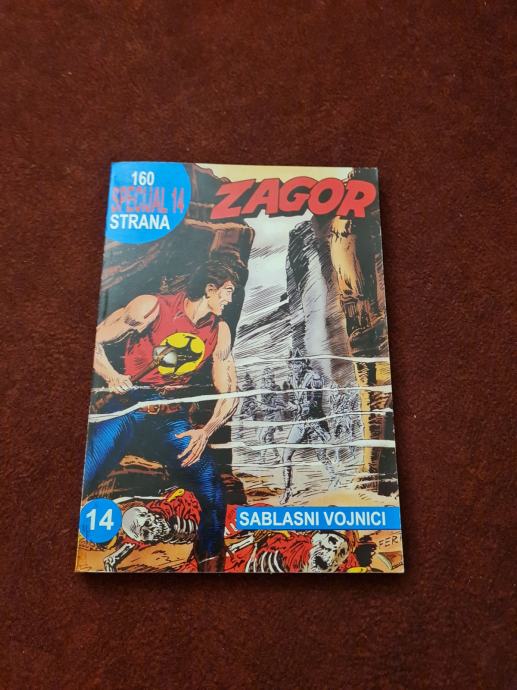 160
SPECIJAL 14
STRANA
ZAGOR
14
SABLASNI VOJNICI
FERRI